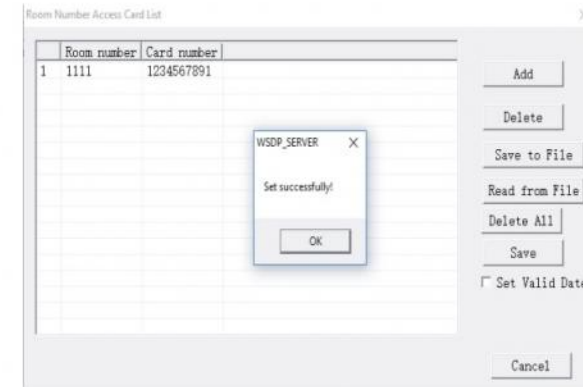 Room Number Access Card List
Room number Card number
1 1111 1234567891
WSDP_SERVER
Set successfully!
OK
Add
Delete
Save to File
Read from File
Delete All
Save
Set Valid Date
Cancel